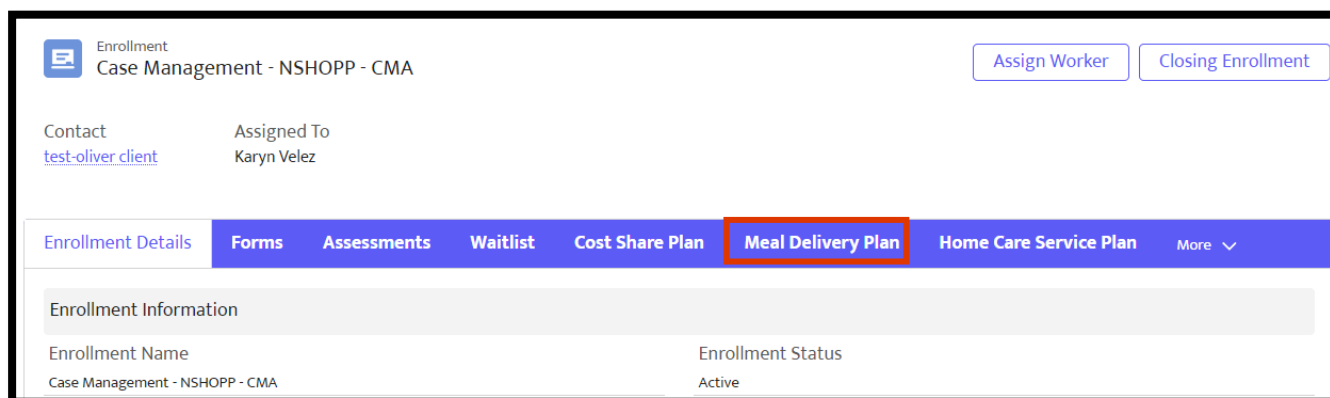 Enrollment
Case Management - NSHOPP - CMA
Assign Worker
Closing Enrollment
Contact
Assigned To
test-oliver client
Karyn Velez
Enrollment Details
Forms
Assessments
Waitlist
Cost Share Plan
Meal Delivery Plan
Home Care Service Plan
More
Enrollment Information
Enrollment Name
Enrollment Status
Case Management - NSHOPP - CMA
Active